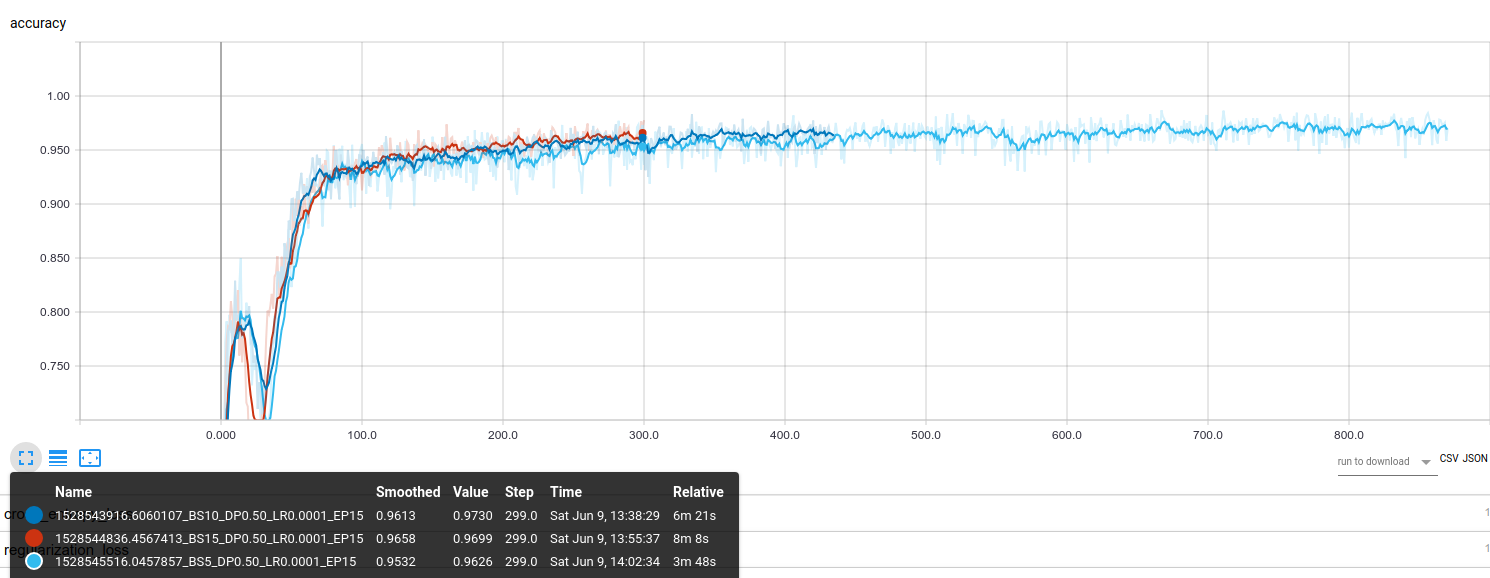 accuracy
1.00
0.950
0.900
0.850
0.800
0.750
0.000 100.0 200.0 300.0 400.0 500.0 600.0 700.0 800.0
run to download CSV JSON
Name Smoothed Value Step Time Relative
1528543916.6060107_BS10_DP0.50_LR0.0001_EP15 0.9613 0.9730 299.0 Sat Jun 9, 13:38:29 6m 21s
1
1528544836.4567413_BS15_DP0.50_LR0.0001_EP15 0.9658 0.9699 299.0 Sat Jun 9, 13:55:37 8m 8s
regularization_loss
1
1528545516.0457857_BS5_DP0.50_LR0.0001_EP15 0.9532 0.9626 299.0 Sat Jun 9, 14:02:34 3m 48s